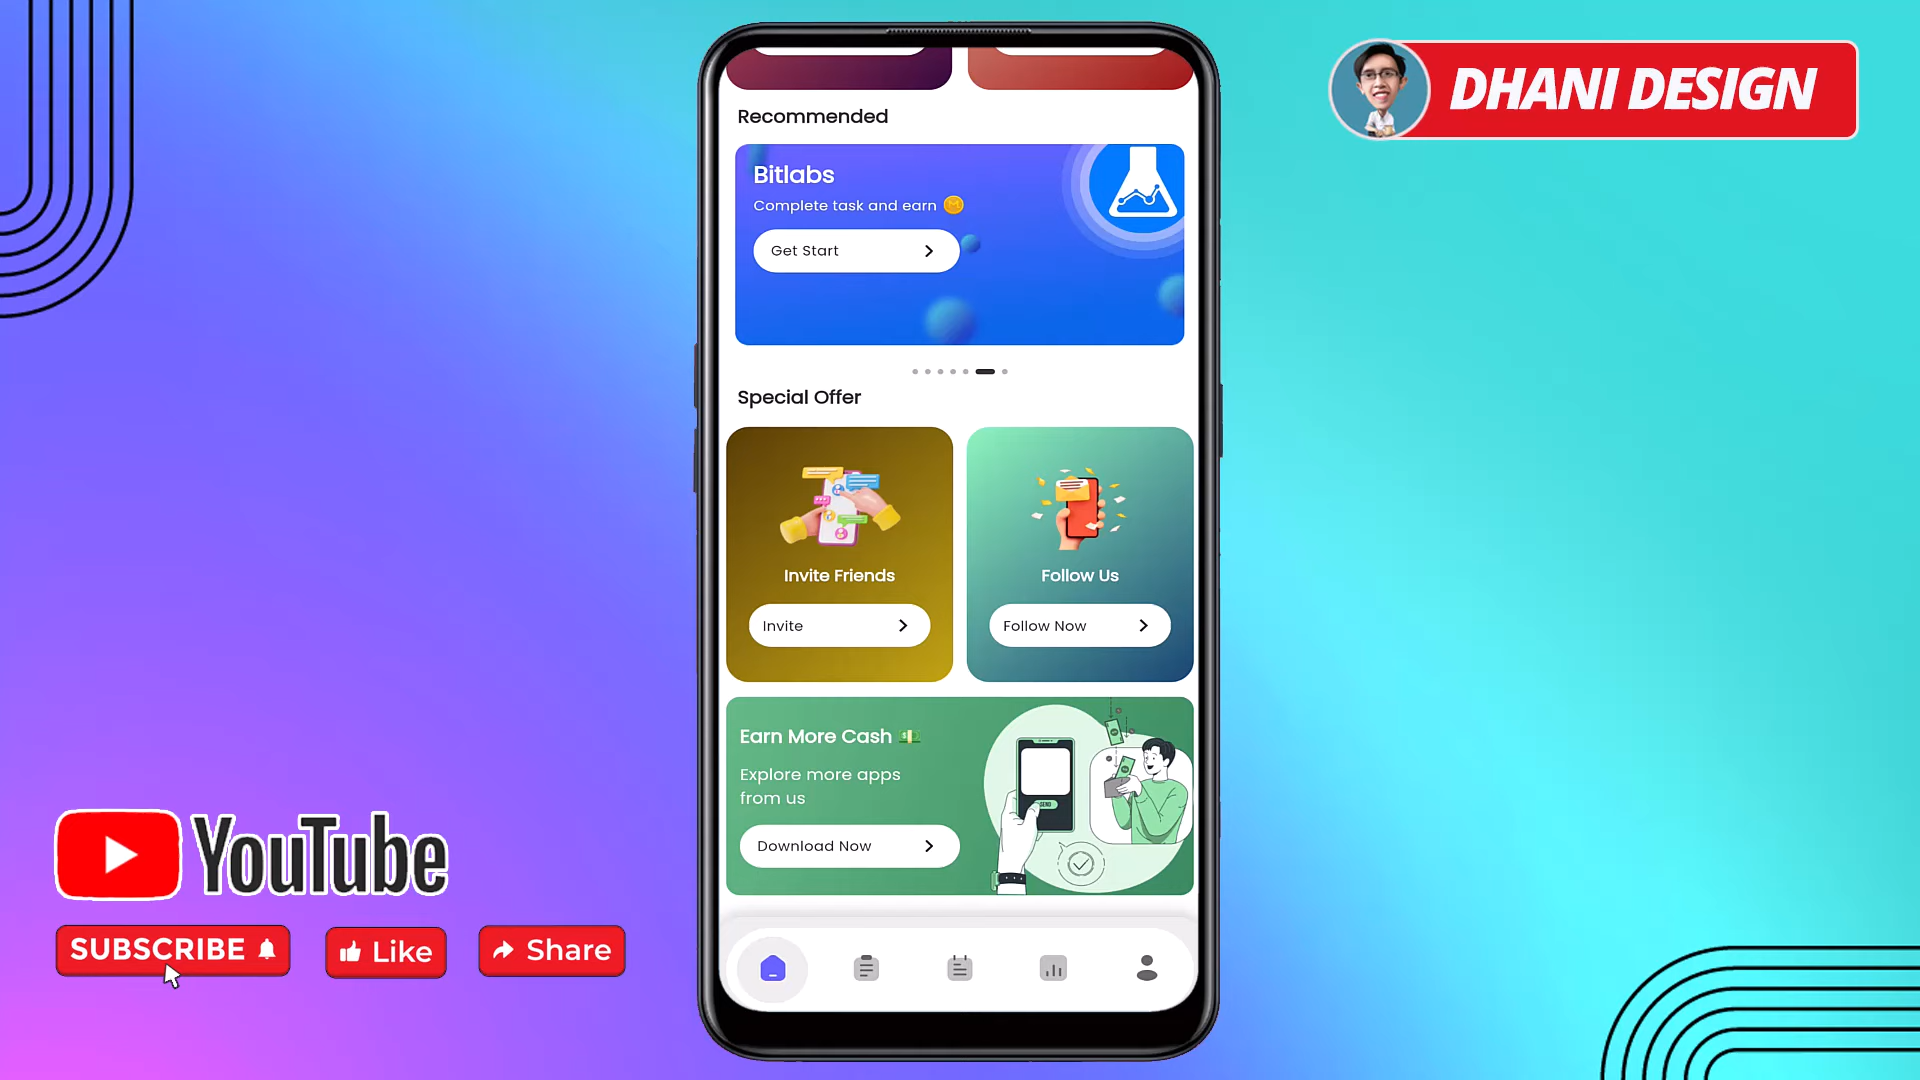 DHANI DESIGN
Recommended
Bitlabs
Complete task and earn
Get Start
Special Offer
Invite Friends
Follow Us
Invite
Follow Now
Earn More Cash
Explore more apps
from us
SEND
Download Now
YouTube
SUBSCRIBE
Like
Share